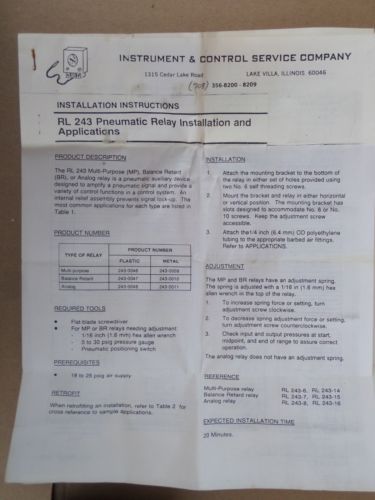 INSTRUMENT & CONTROL SERVICE COMPANY
1315 Cedar Lake Road LAKE VILLA, ILLINOIS 60046
(708) 356-8200 - 8209
INSTALLATION INSTRUCTIONS
RL 243 Pneumatic Relay Installation and
Applications
PRODUCT DESCRIPTION
The RL 243 Multi-Purpose (MP), Balance Retard
(BR), or Analog relay is a pneumatic auxiliary device
designed to amplify a pneumatic signal and provide a
variety of control functions in a control system. An
internal relief assembly prevents signal lock-up. The
most common applications for each type are listed in
Table 1.
PRODUCT NUMBER
TYPE OF RELAY PRODUCT NUMBER
PLASTIC METAL
Multi-purpose 243-0046 243-0009
Balance Retard 243-0047 243-0010
Analog 243-0048 243-0011
REQUIRED TOOLS
• Flat blade screwdriver
• For MP or BR relays needing adjustment:
- 1/16 inch (1.6 mm) hex allen wrench
- 0 to 30 psig pressure gauge
- Pneumatic positioning switch
PREREQUISITES
• 18 to 25 psig air supply
RETROFIT
When retrofitting an installation, refer to Table 2 for
cross reference to sample Applications.
INSTALLATION
1. Attach the mounting bracket to the bottom of
the relay in either set of holes provided using
two No. 6 self threading screws.
2. Mount the bracket and relay in either horizontal
or vertical position. The mounting bracket has
slots designed to accommodate No. 8 or No.
10 screws. Keep the adjustment screw
accessible.
3. Attach the1/4 inch (6.4 mm) OD polyethylene
tubing to the appropriate barbed air fittings.
Refer to APPLICATIONS.
ADJUSTMENT
The MP and BR relays have an adjustment spring.
The spring is adjusted with a 1/16 in (1.6 mm) hex
allen wrench in the top of the relay.
1. To increase spring force or setting, turn
adjustment screw clockwise.
2. To decrease spring adjustment force or setting,
turn adjustment screw counterclockwise.
3. Check input and output pressures at start,
midpoint, and end of range to assure correct
operation.
The analog relay does not have an adjustment spring.
REFERENCE
Multi-Purpose relay RL 243-6, RL 243-14
Balance Retard relay RL 243-7, RL 243-15
Analog relay RL 243-8, RL 243-16
EXPECTED INSTALLATION TIME
20 Minutes.